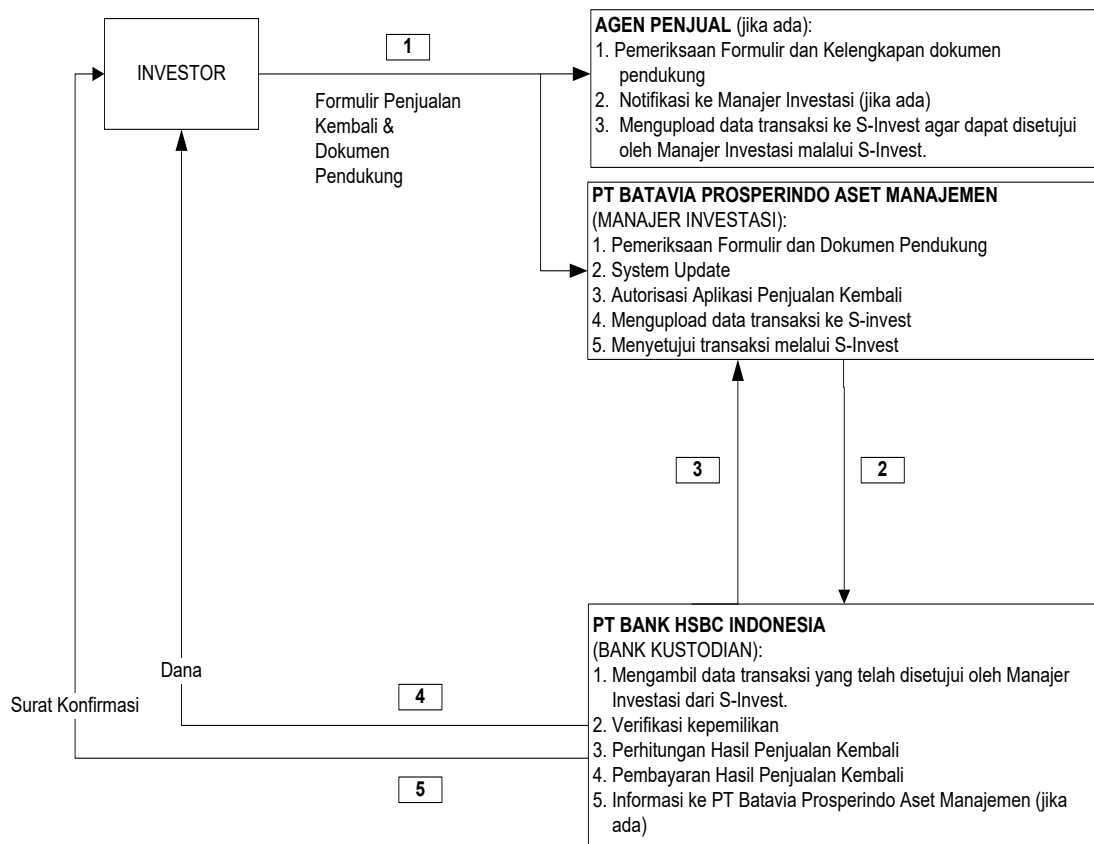 INVESTOR
1
Formulir Penjualan
Kembali &
Dokumen
Pendukung
AGEN PENJUAL (jika ada):
1. Pemeriksaan Formulir dan Kelengkapan dokumen
pendukung
2. Notifikasi ke Manajer Investasi (jika ada)
3. Mengupload data transaksi ke S-Invest agar dapat disetujui
oleh Manajer Investasi malalui S-Invest.
PT BATAVIA PROSPERINDO ASET MANAJEMEN
(MANAJER INVESTASI):
1. Pemeriksaan Formulir dan Dokumen Pendukung
2. System Update
3. Autorisasi Aplikasi Penjualan Kembali
4. Mengupload data transaksi ke S-invest
5. Menyetujui transaksi melalui S-Invest
3
2
PT BANK HSBC INDONESIA
(BANK KUSTODIAN):
1. Mengambil data transaksi yang telah disetujui oleh Manajer
Investasi dari S-Invest.
2. Verifikasi kepemilikan
3. Perhitungan Hasil Penjualan Kembali
4. Pembayaran Hasil Penjualan Kembali
5. Informasi ke PT Batavia Prosperindo Aset Manajemen (jika
ada)
Dana
4
Surat Konfirmasi
5